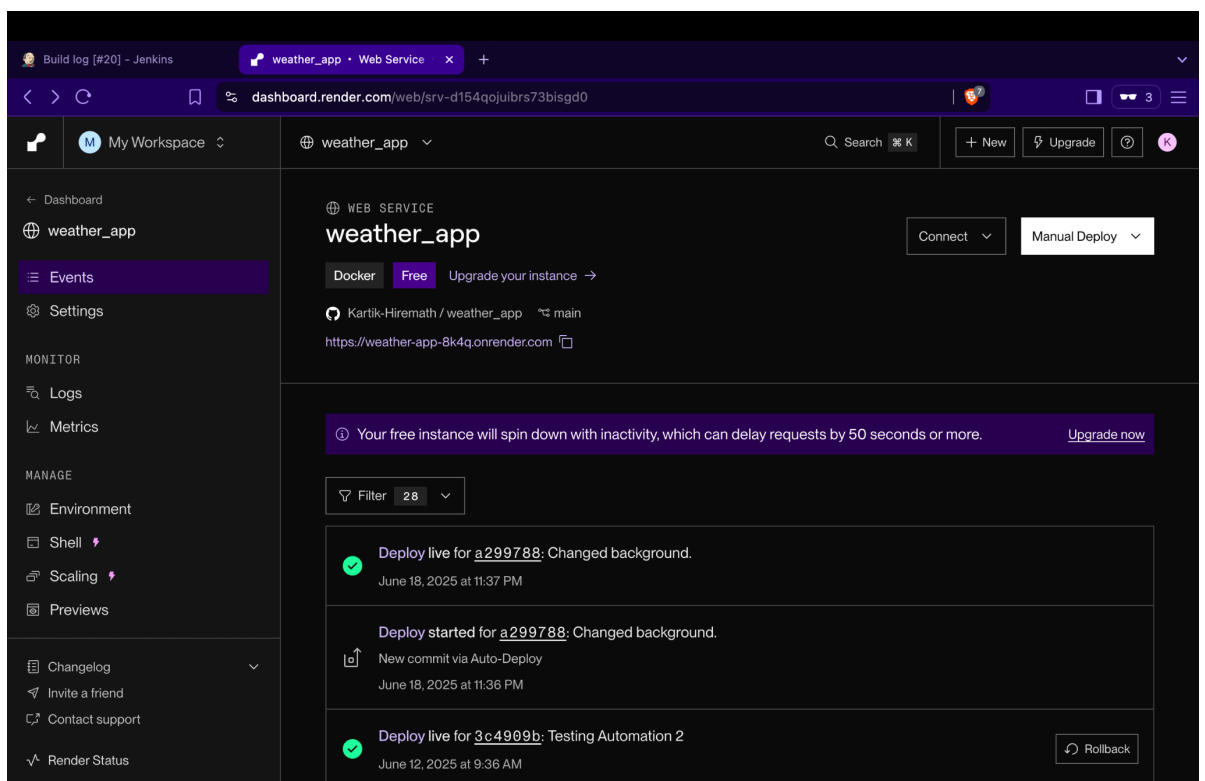 Build log [#20] - Jenkins
weather_app • Web Service
dashboard.render.com/web/srv-d154qojuibrs73bisgd0
7
3
M My Workspace
weather_app
Search ⌘ K
+ New
Upgrade
K
← Dashboard
weather_app
Events
Settings
MONITOR
Logs
Metrics
MANAGE
Environment
Shell
Scaling
Previews
Changelog
Invite a friend
Contact support
Render Status
WEB SERVICE
weather_app
Connect
Manual Deploy
Docker Free Upgrade your instance →
Kartik-Hiremath / weather_app main
https://weather-app-8k4q.onrender.com
Your free instance will spin down with inactivity, which can delay requests by 50 seconds or more. Upgrade now
Filter 28
Deploy live for a299788: Changed background.
June 18, 2025 at 11:37 PM
Deploy started for a299788: Changed background.
New commit via Auto-Deploy
June 18, 2025 at 11:36 PM
Deploy live for 3c4909b: Testing Automation 2
June 12, 2025 at 9:36 AM
Rollback